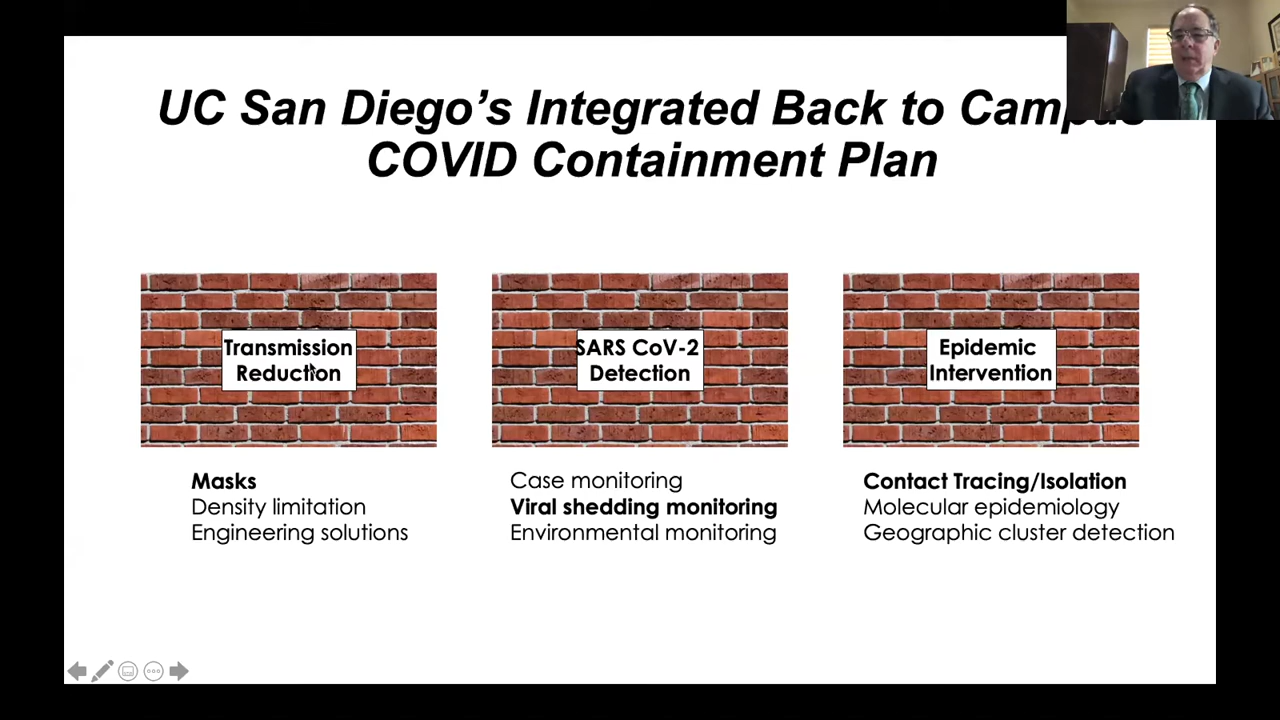 UC San Diego’s Integrated Back to Campus
COVID Containment Plan
Transmission
Reduction
SARS CoV-2
Detection
Epidemic
Intervention
Masks
Density limitation
Engineering solutions
Case monitoring
Viral shedding monitoring
Environmental monitoring
Contact Tracing/Isolation
Molecular epidemiology
Geographic cluster detection